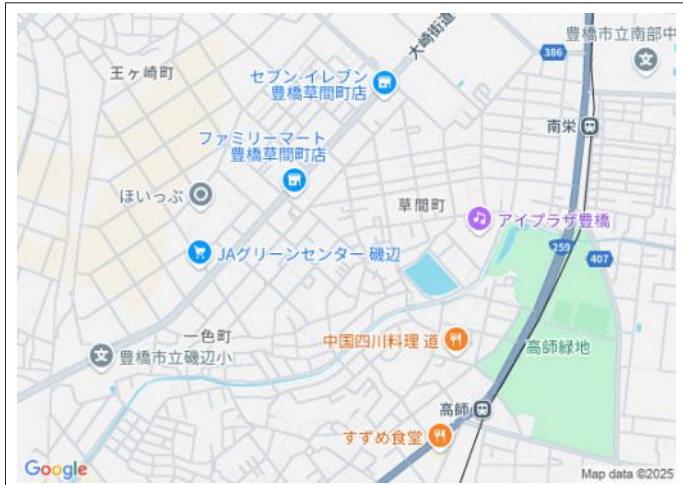 豊橋市立南部中
大崎街道
386
王ヶ崎町
セブン-イレブン
豊橋草間町店
南栄
ファミリーマート
豊橋草間町店
ほいっぷ
草間町
アイプラザ豊橋
JAグリーンセンター 磯辺
259
407
一色町
中国四川料理 道
高師緑地
豊橋市立磯辺小
高師
すずめ食堂
Google
Map data ©2025